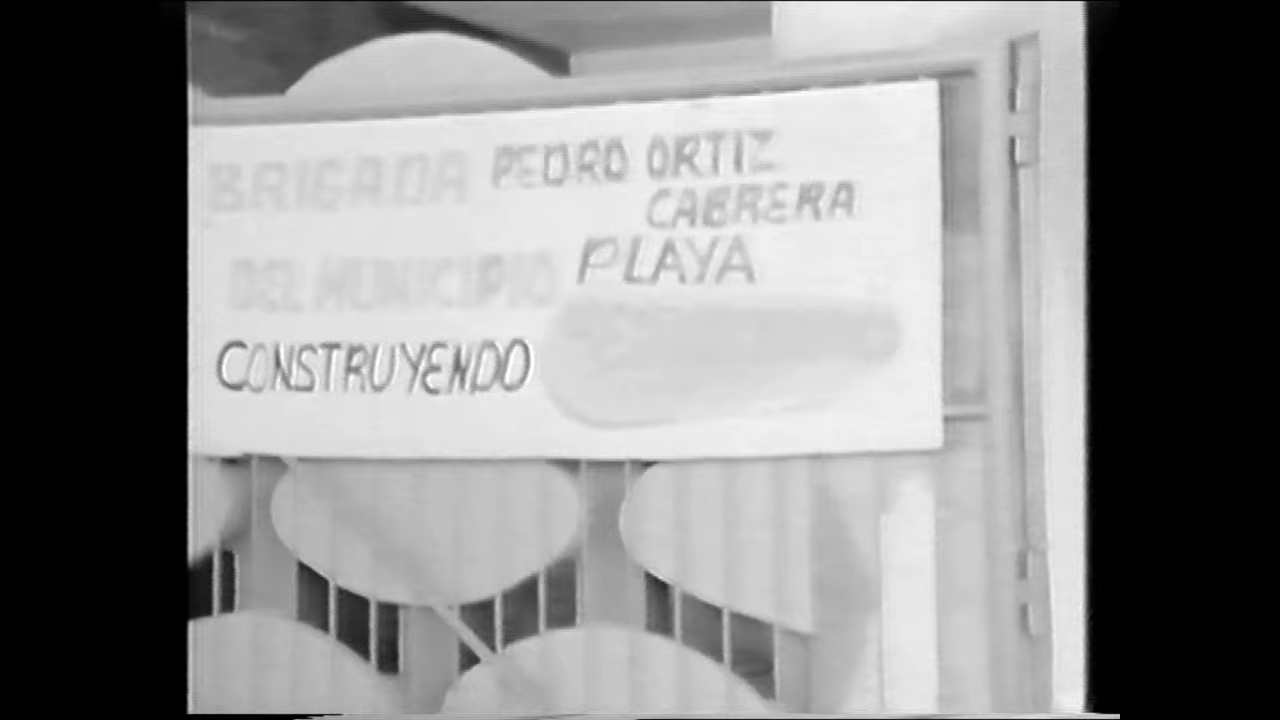 BRIGADA PEDRO ORTIZ
CABRERA
DEL MUNICIPIO PLAYA
CONSTRUYENDO